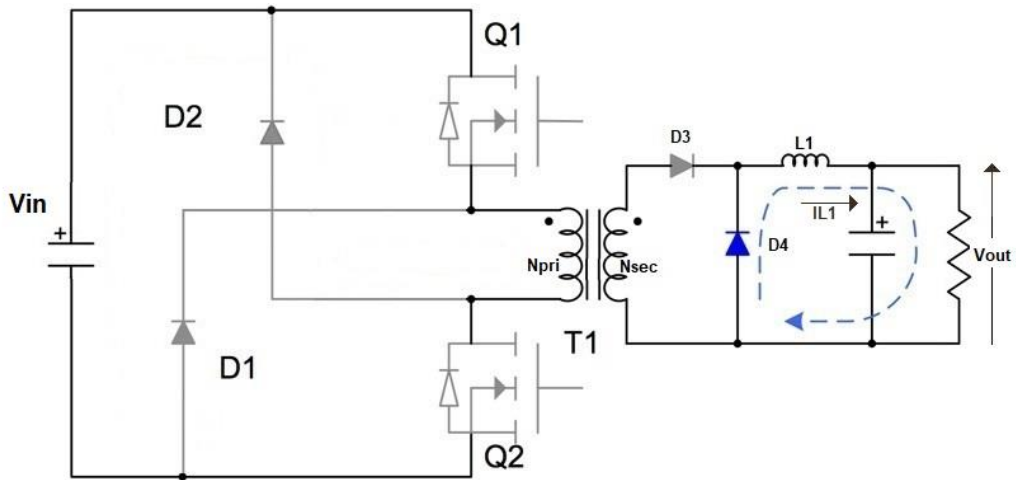 Q1
D2
D3
L1
Vin
+
IL1
+
D4
Npri
Nsec
Vout
T1
D1
Q2